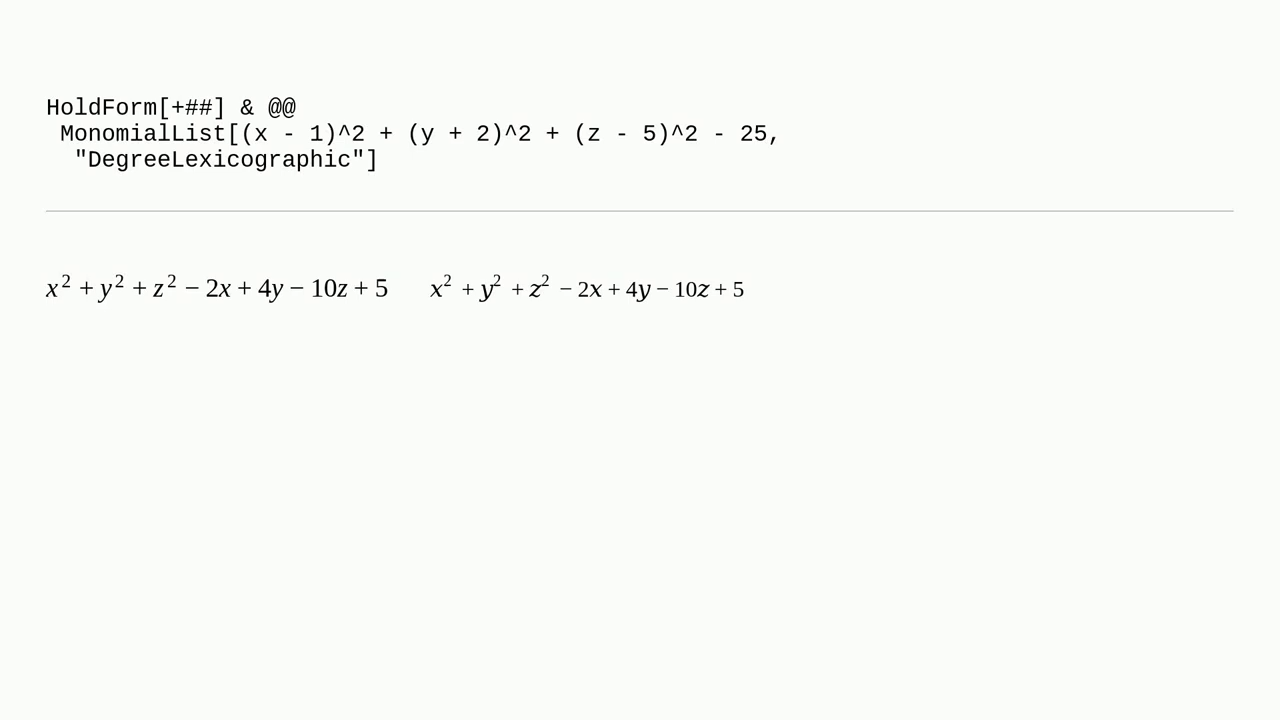 HoldForm[+##] & @@
MonomialList[(x - 1)^2 + (y + 2)^2 + (z - 5)^2 - 25,
"DegreeLexicographic"]
x² + y² + z² − 2x + 4y − 10z + 5 x² + y² + z² − 2x + 4y − 10z + 5